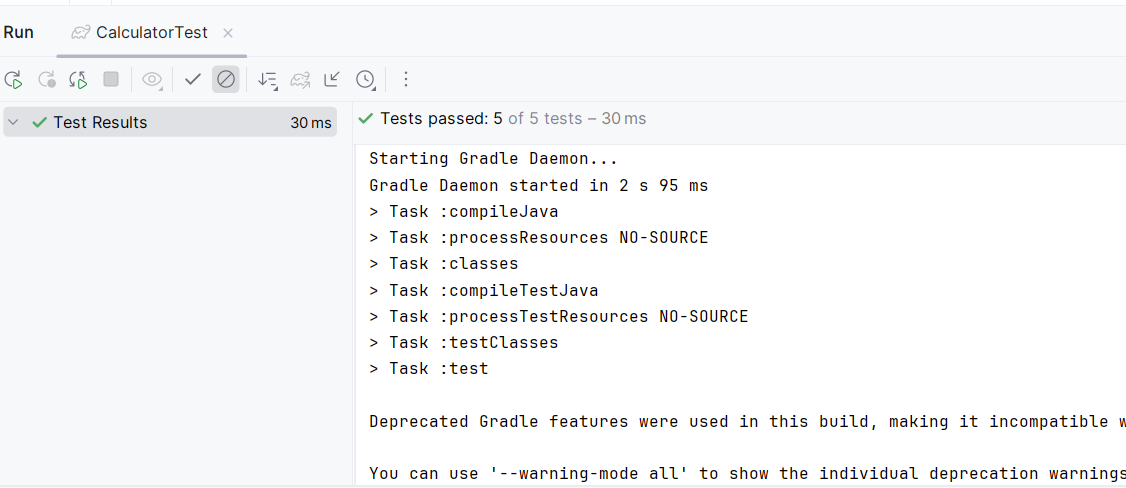 Run CalculatorTest
Test Results 30 ms
Tests passed: 5 of 5 tests – 30 ms
Starting Gradle Daemon...
Gradle Daemon started in 2 s 95 ms
> Task :compileJava
> Task :processResources NO-SOURCE
> Task :classes
> Task :compileTestJava
> Task :processTestResources NO-SOURCE
> Task :testClasses
> Task :test
Deprecated Gradle features were used in this build, making it incompatible
You can use '--warning-mode all' to show the individual deprecation warnings